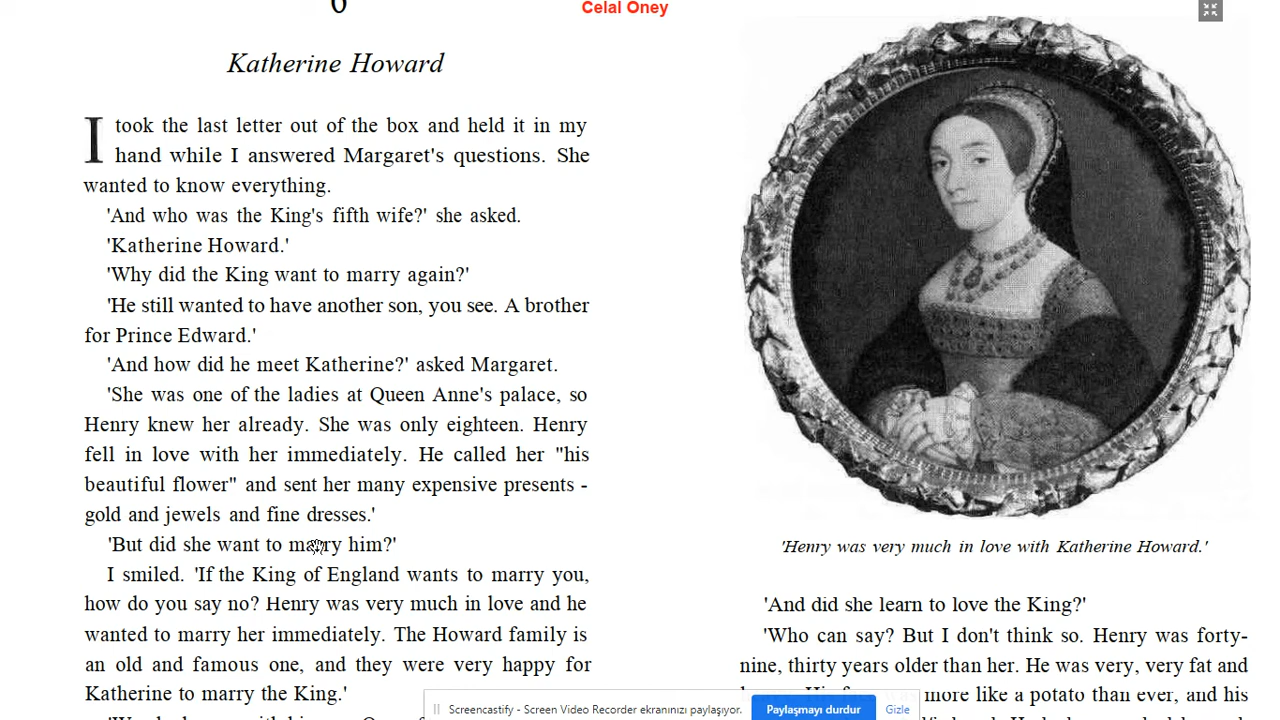 6
Celal Oney
Katherine Howard
I took the last letter out of the box and held it in my
hand while I answered Margaret's questions. She
wanted to know everything.
'And who was the King's fifth wife?' she asked.
'Katherine Howard.'
'Why did the King want to marry again?'
'He still wanted to have another son, you see. A brother
for Prince Edward.'
'And how did he meet Katherine?' asked Margaret.
'She was one of the ladies at Queen Anne's palace, so
Henry knew her already. She was only eighteen. Henry
fell in love with her immediately. He called her "his
beautiful flower" and sent her many expensive presents -
gold and jewels and fine dresses.'
'But did she want to marry him?'
I smiled. 'If the King of England wants to marry you,
how do you say no? Henry was very much in love and he
wanted to marry her immediately. The Howard family is
an old and famous one, and they were very happy for
Katherine to marry the King.'
'Henry was very much in love with Katherine Howard.'
'And did she learn to love the King?'
'Who can say? But I don't think so. Henry was forty-
nine, thirty years older than her. He was very, very fat and
more like a potato than ever, and his
Screencastify - Screen Video Recorder ekranınızı paylaşıyor.
Paylaşmayı durdur
Gizle